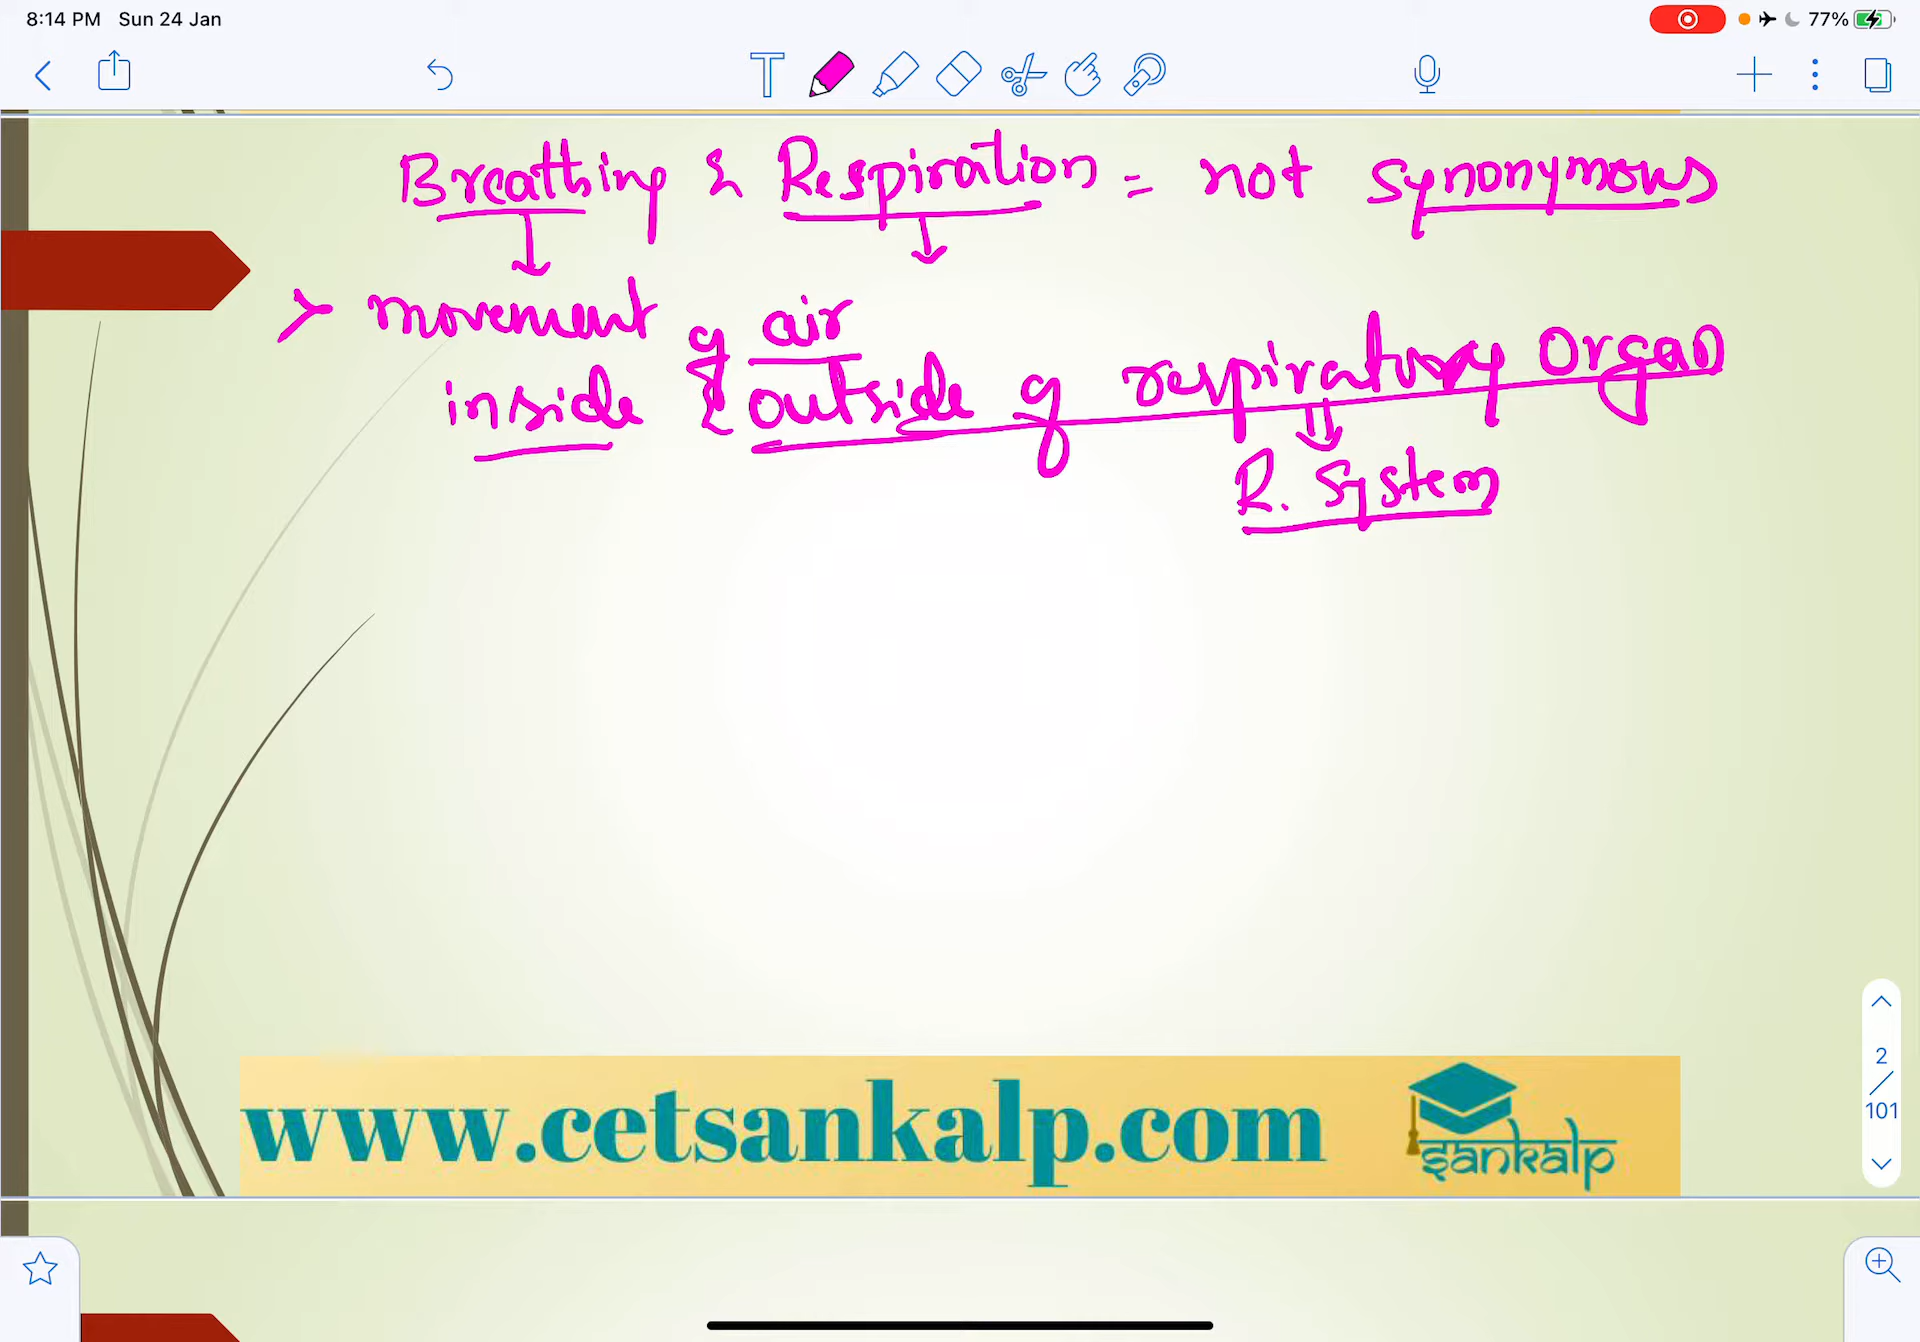 8:14 PM Sun 24 Jan
77%
Breathing & Respiration = not synonymous
movement of air
inside & outside of respiratory organ
R. System
www.cetsankalp.com
sankalp
2
101